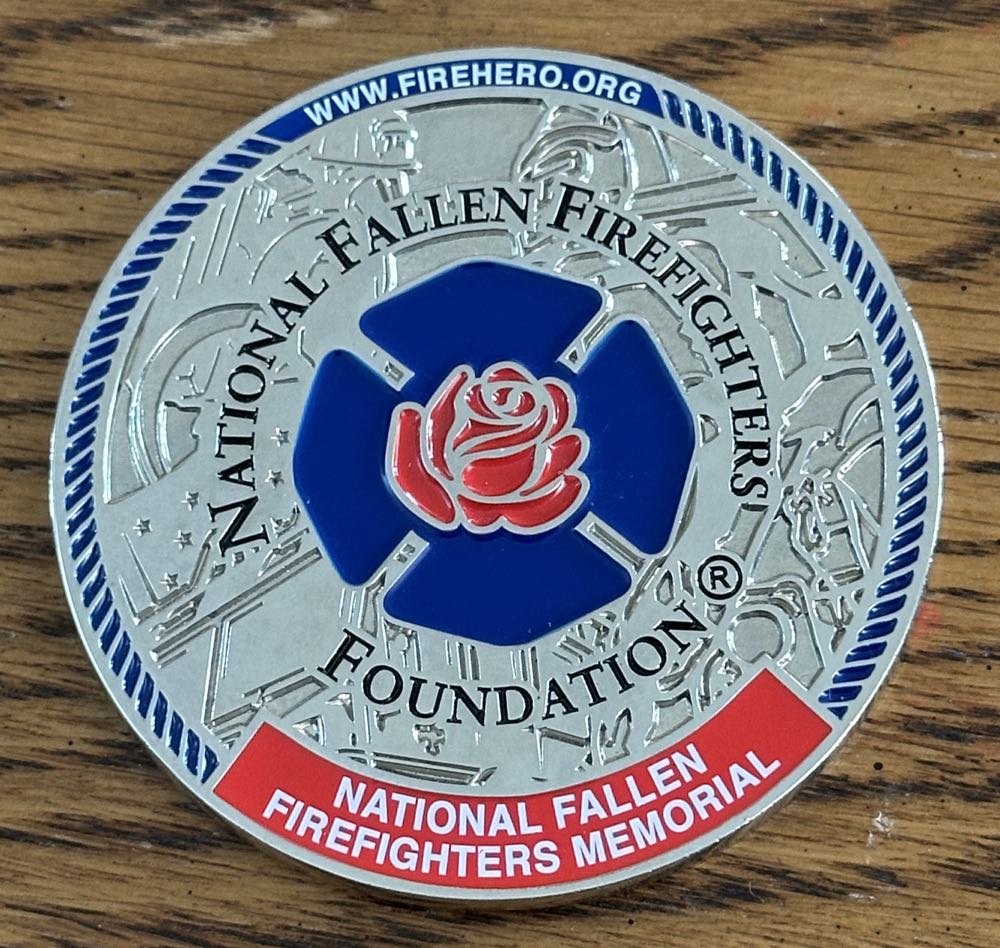 WWW.FIREHERO.ORG
NATIONAL FALLEN FIREFIGHTERS'
FOUNDATION®
NATIONAL FALLEN
FIREFIGHTERS MEMORIAL